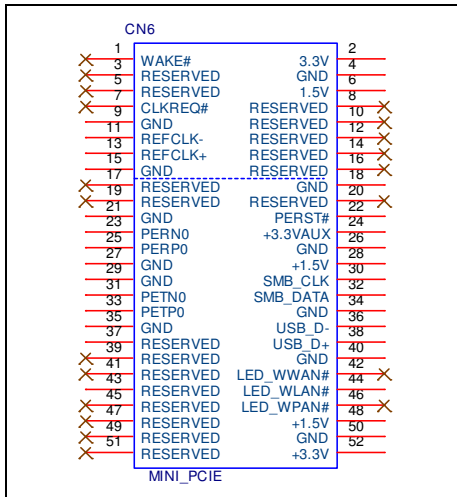 CN6
1 WAKE# 3.3V 2
3 RESERVED GND 4
5 RESERVED 1.5V 6
7 CLKREQ# RESERVED 8
9 GND RESERVED 10
11 REFCLK- RESERVED 12
13 REFCLK+ RESERVED 14
15 GND RESERVED 16
17 RESERVED GND 18
19 RESERVED RESERVED 20
21 GND PERST# 22
23 PERN0 +3.3VAUX 24
25 PERP0 GND 26
27 GND +1.5V 28
29 GND SMB_CLK 30
31 PETN0 SMB_DATA 32
33 PETP0 GND 34
35 GND USB_D- 36
37 RESERVED USB_D+ 38
39 RESERVED GND 40
41 RESERVED LED_WWAN# 42
43 RESERVED LED_WLAN# 44
45 RESERVED LED_WPAN# 46
47 RESERVED +1.5V 48
49 RESERVED GND 50
51 RESERVED +3.3V 52
MINI_PCIE